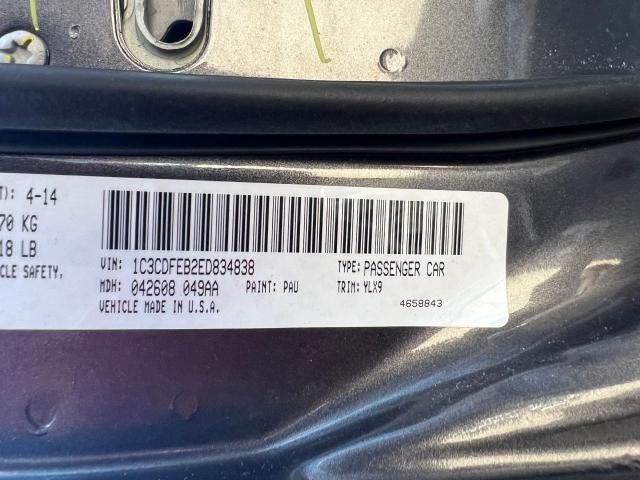 T): 4-14
70 KG
18 LB
CLE SAFETY,
VIN: 1C3CDFEB2ED834838 TYPE: PASSENGER CAR
MDH: 042608 049AA PAINT: PAU TRIM: YLX9
VEHICLE MADE IN U.S.A. 4658843